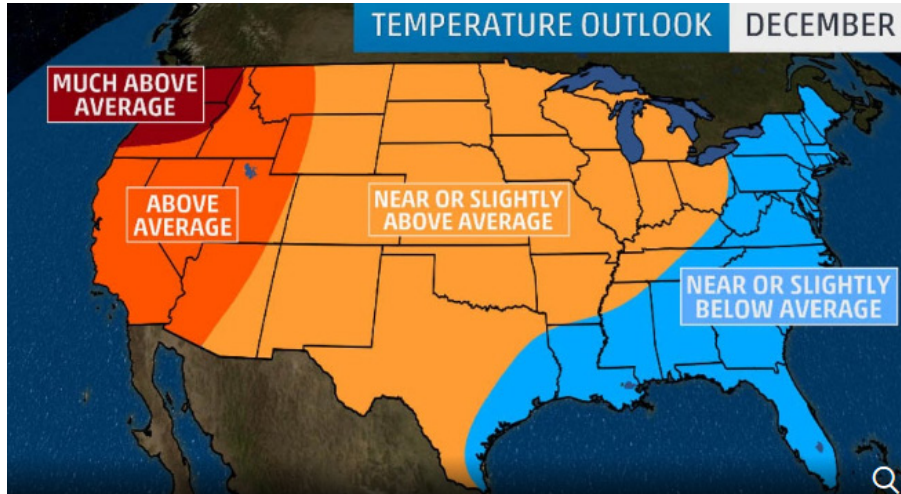 TEMPERATURE OUTLOOK DECEMBER
MUCH ABOVE
AVERAGE
ABOVE
AVERAGE
NEAR OR SLIGHTLY
ABOVE AVERAGE
NEAR OR SLIGHTLY
BELOW AVERAGE